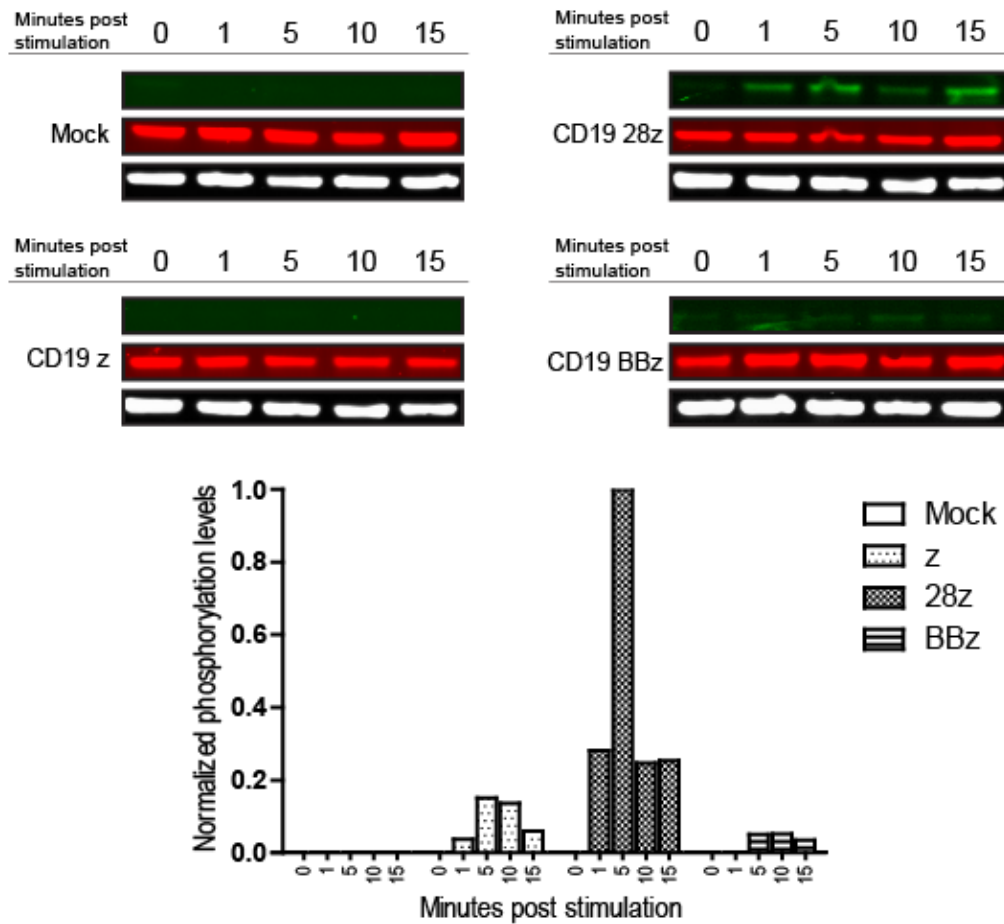 Minutes post
stimulation
0 1 5 10 15
Mock
Minutes post
stimulation
0 1 5 10 15
CD19 28z
Minutes post
stimulation
0 1 5 10 15
CD19 z
Minutes post
stimulation
0 1 5 10 15
CD19 BBz
Normalized phosphorylation levels
1.0
0.8
0.6
0.4
0.2
0.0
0 1 5 10 15 0 1 5 10 15 0 1 5 10 15 0 1 5 10 15
Minutes post stimulation
Mock
z
28z
BBz